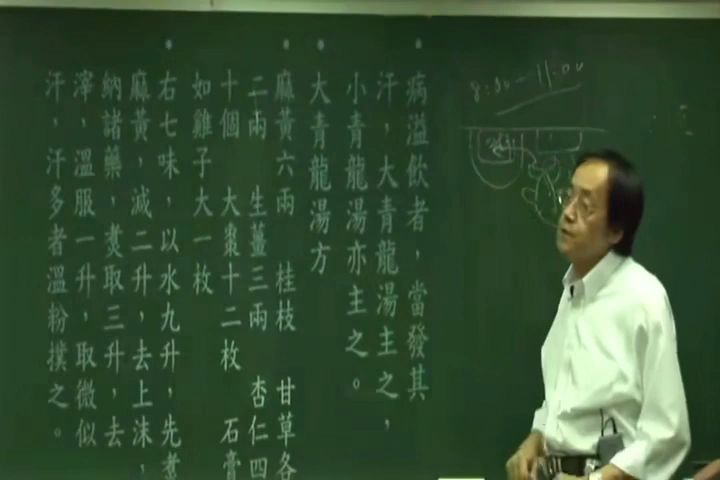 病溢飲者，當發其
汗，大青龍湯主之，
小青龍湯亦主之。
大青龍湯方
麻黃六兩　桂枝　甘草各
二兩　生薑三兩　杏仁四
十個　大棗十二枚　石膏
如雞子大一枚
右七味，以水九升，先煑
麻黃，減二升，去上沫，
納諸藥，煑取三升，去
滓，溫服一升，取微似
汗，汗多者溫粉撲之。
8:30~11:00